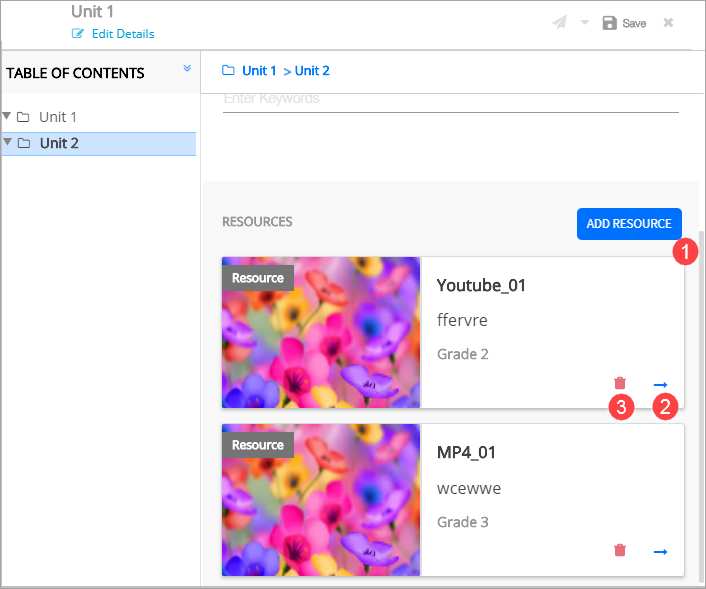 Unit 1
Edit Details
Save
TABLE OF CONTENTS
Unit 1 > Unit 2
Enter Keywords
Unit 1
Unit 2
RESOURCES
ADD RESOURCE
1
Resource
Youtube_01
ffervre
Grade 2
3
2
Resource
MP4_01
wcewwe
Grade 3